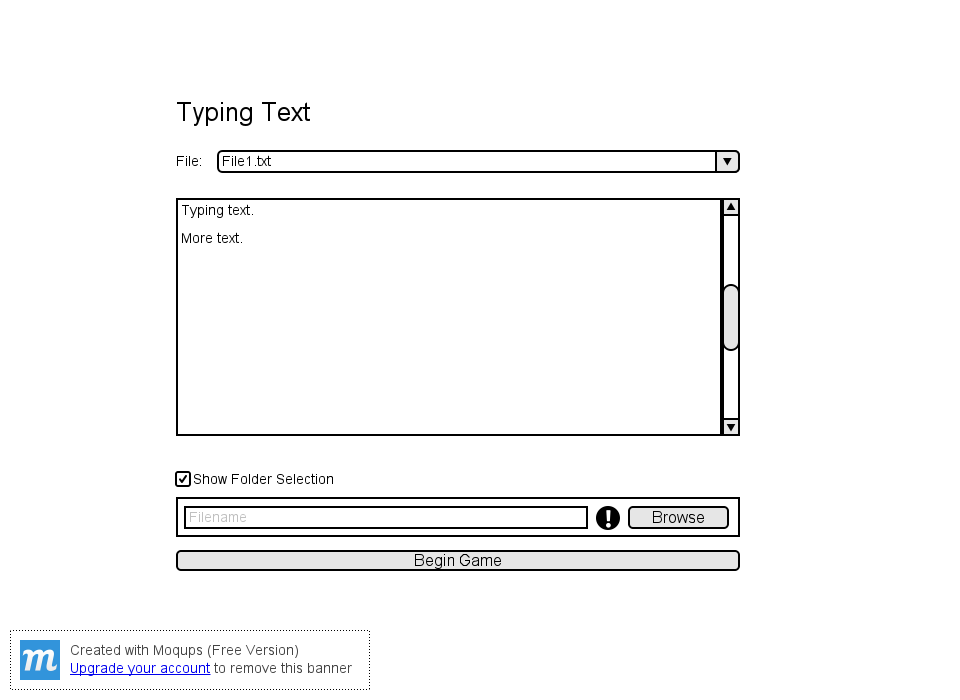 Typing Text
File: File1.txt
Typing text.
More text.
Show Folder Selection
Filename
! Browse
Begin Game
m Created with Moqups (Free Version)
Upgrade your account to remove this banner